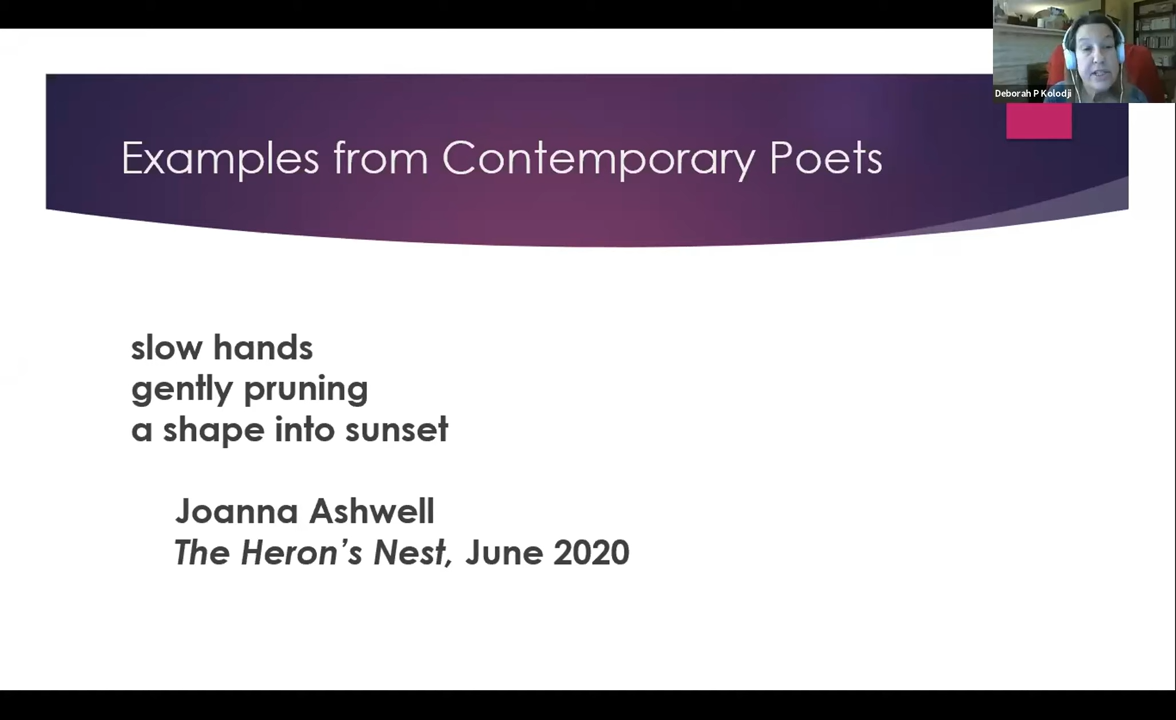 Deborah P Kolodji
Examples from Contemporary Poets
slow hands
gently pruning
a shape into sunset
Joanna Ashwell
The Heron’s Nest, June 2020